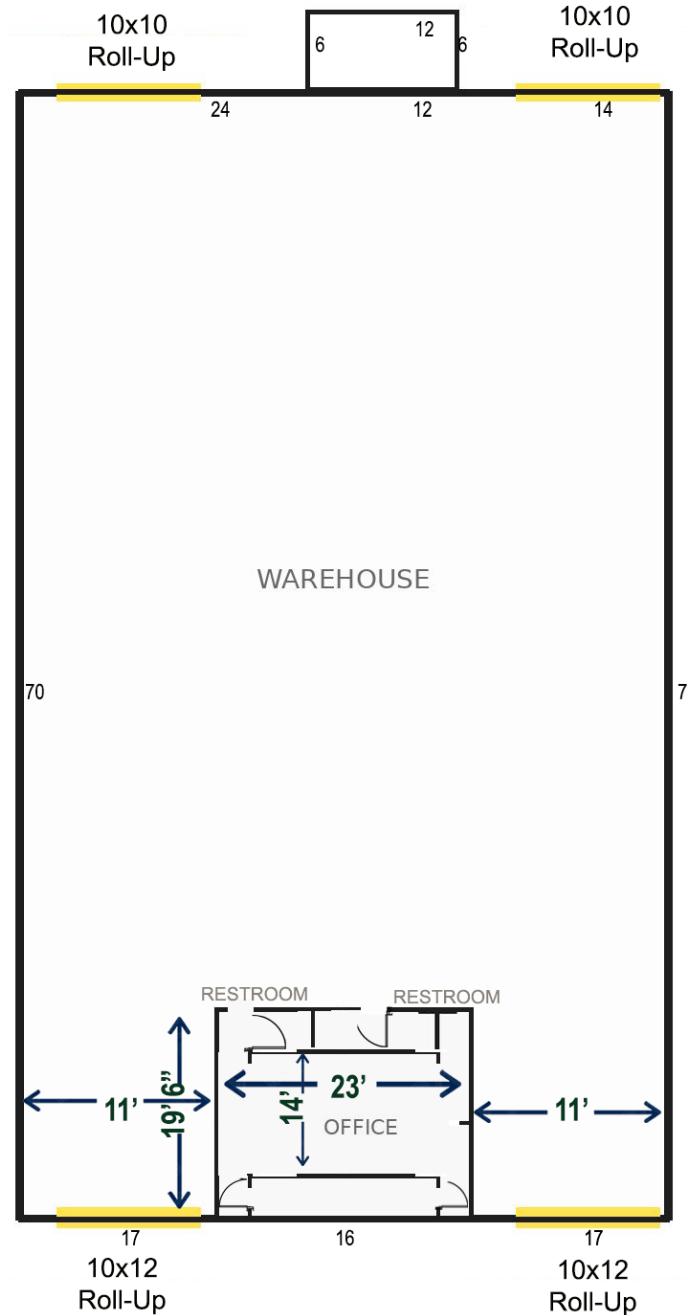 10x10
Roll-Up
10x10
Roll-Up
6
12
6
24
12
14
WAREHOUSE
70
7
RESTROOM
RESTROOM
11'
19' 6”
14'
23'
11'
OFFICE
17
16
17
10x12
Roll-Up
10x12
Roll-Up